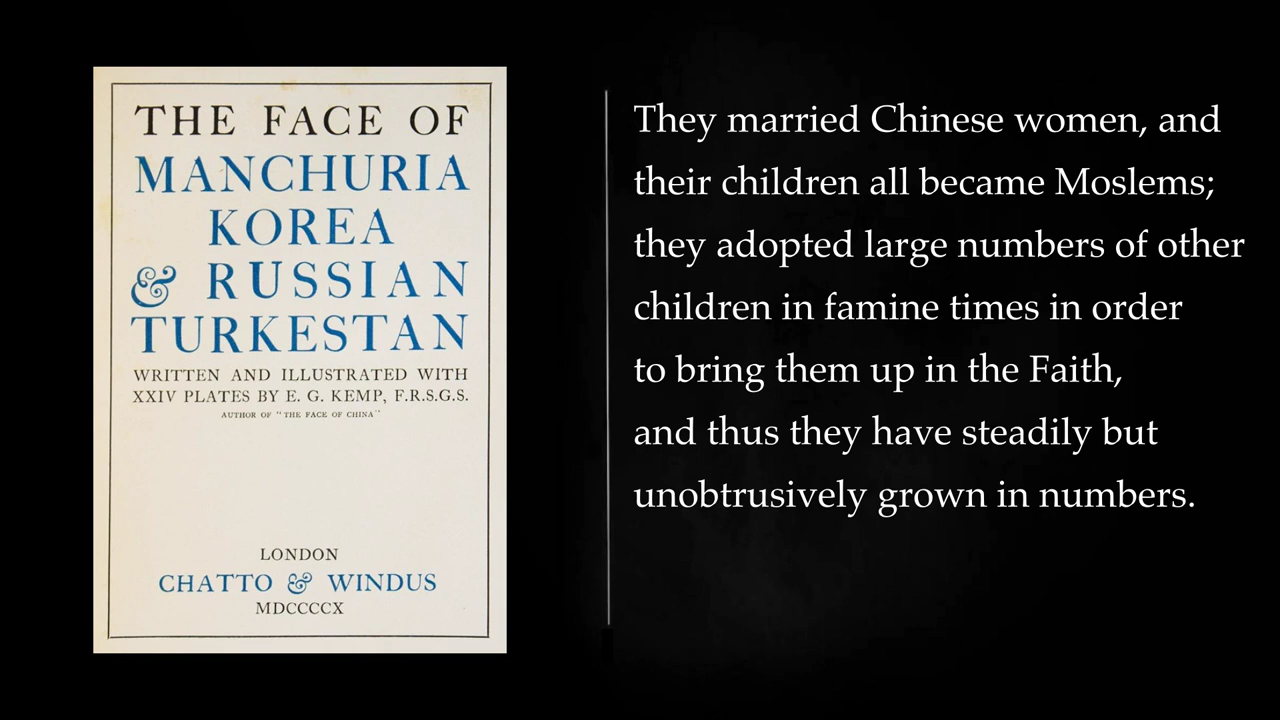 THE FACE OF
MANCHURIA
KOREA
& RUSSIAN
TURKESTAN
WRITTEN AND ILLUSTRATED WITH
XXIV PLATES BY E. G. KEMP, F.R.S.G.S.
AUTHOR OF "THE FACE OF CHINA"
LONDON
CHATTO & WINDUS
MDCCCCX
They married Chinese women, and
their children all became Moslems;
they adopted large numbers of other
children in famine times in order
to bring them up in the Faith,
and thus they have steadily but
unobtrusively grown in numbers.